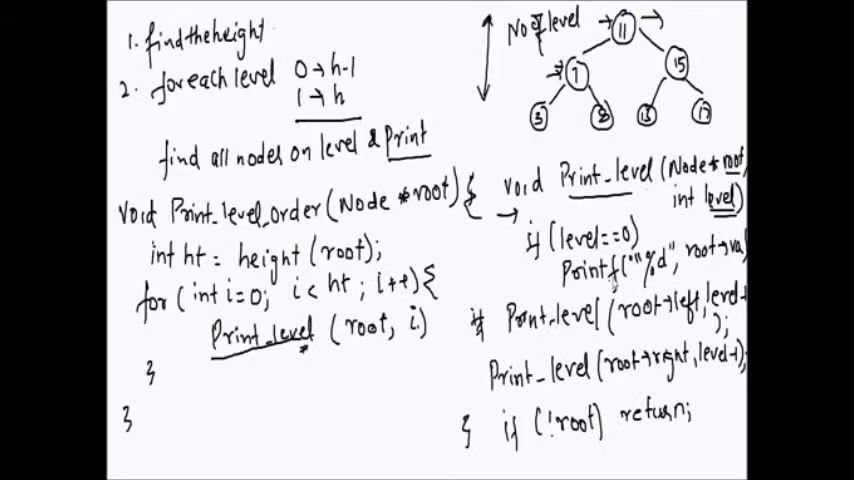 1. find the height
2. for each level 0 → h-1
1 → h
find all nodes on level & Print
void Print_level_order(Node *root) {
int ht = height (root);
for (int i=0; i< ht ; i++){
Print_level (root, i)
}
}
No of level
11
7
15
3
8
13
17
void Print_level (Node* root,
int level)
if (level==0)
Printf("%d", root→va
if Print_level (root→left, level-1
);
Print_level (root→right, level-1);
} if (!root) return;